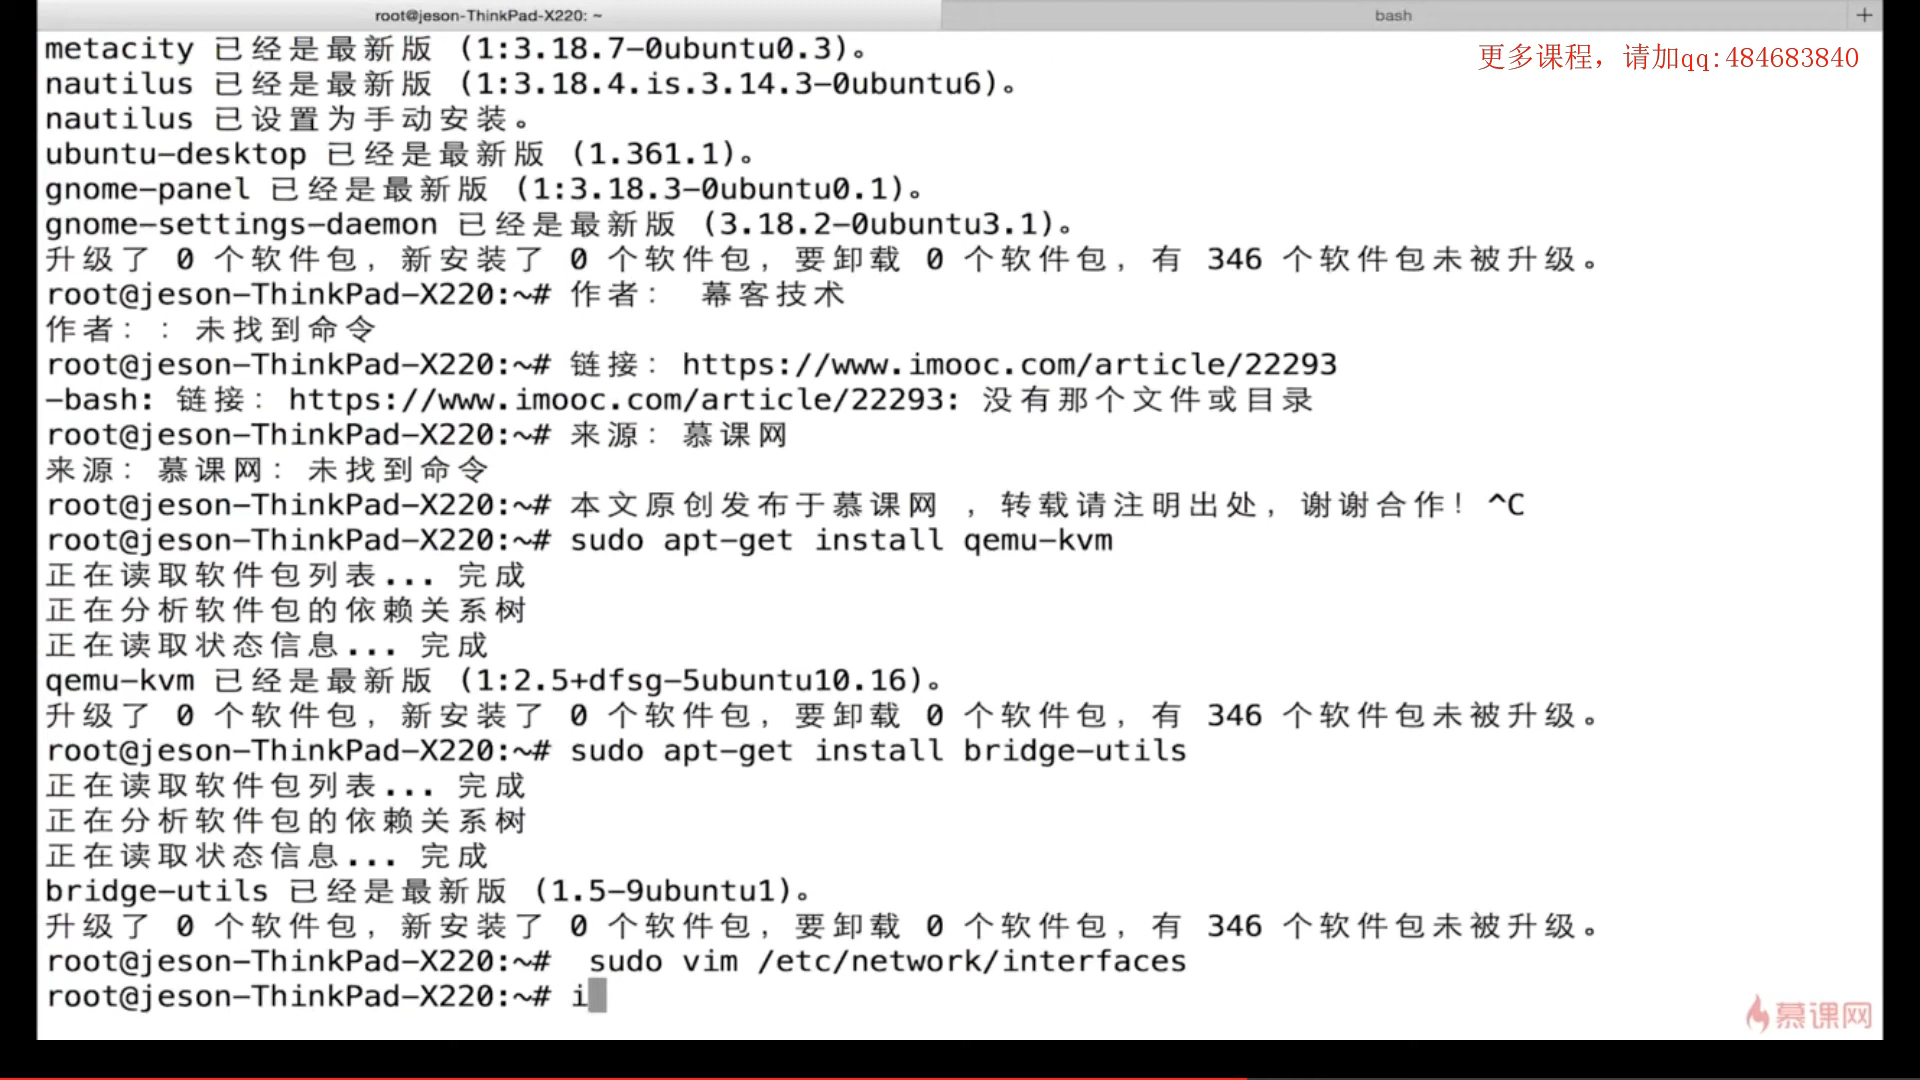 root@jeson-ThinkPad-X220: ~
bash
+
更多课程，请加qq:484683840
metacity 已经是最新版 (1:3.18.7-0ubuntu0.3)。
nautilus 已经是最新版 (1:3.18.4.is.3.14.3-0ubuntu6)。
nautilus 已设置为手动安装。
ubuntu-desktop 已经是最新版 (1.361.1)。
gnome-panel 已经是最新版 (1:3.18.3-0ubuntu0.1)。
gnome-settings-daemon 已经是最新版 (3.18.2-0ubuntu3.1)。
升级了 0 个软件包，新安装了 0 个软件包，要卸载 0 个软件包，有 346 个软件包未被升级。
root@jeson-ThinkPad-X220:~# 作者： 幕客技术
作者：：未找到命令
root@jeson-ThinkPad-X220:~# 链接：https://www.imooc.com/article/22293
-bash: 链接：https://www.imooc.com/article/22293: 没有那个文件或目录
root@jeson-ThinkPad-X220:~# 来源：慕课网
来源：慕课网：未找到命令
root@jeson-ThinkPad-X220:~# 本文原创发布于慕课网 ，转载请注明出处，谢谢合作！^C
root@jeson-ThinkPad-X220:~# sudo apt-get install qemu-kvm
正在读取软件包列表... 完成
正在分析软件包的依赖关系树
正在读取状态信息... 完成
qemu-kvm 已经是最新版 (1:2.5+dfsg-5ubuntu10.16)。
升级了 0 个软件包，新安装了 0 个软件包，要卸载 0 个软件包，有 346 个软件包未被升级。
root@jeson-ThinkPad-X220:~# sudo apt-get install bridge-utils
正在读取软件包列表... 完成
正在分析软件包的依赖关系树
正在读取状态信息... 完成
bridge-utils 已经是最新版 (1.5-9ubuntu1)。
升级了 0 个软件包，新安装了 0 个软件包，要卸载 0 个软件包，有 346 个软件包未被升级。
root@jeson-ThinkPad-X220:~#  sudo vim /etc/network/interfaces
root@jeson-ThinkPad-X220:~# i
慕课网